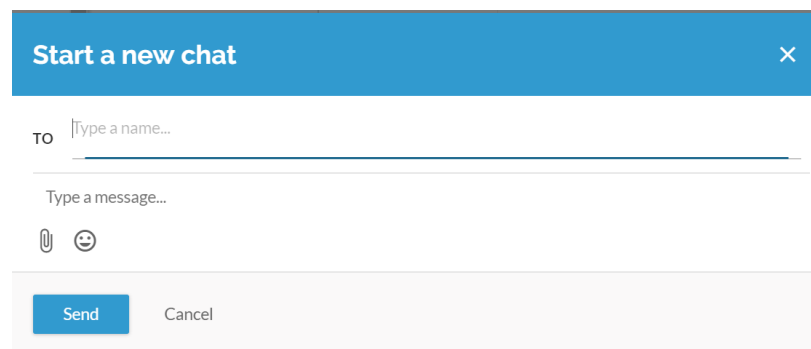 Start a new chat
TO Type a name...
Type a message...
Send Cancel